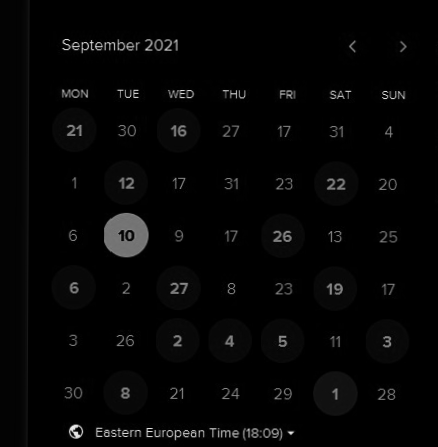 September 2021
MON TUE WED THU FRI SAT SUN
21 30 16 27 17 31 4
1 12 17 31 23 22 20
6 10 9 17 26 13 25
6 2 27 8 23 19 17
3 26 2 4 5 11 3
30 8 21 24 29 1 28
Eastern European Time (18:09)